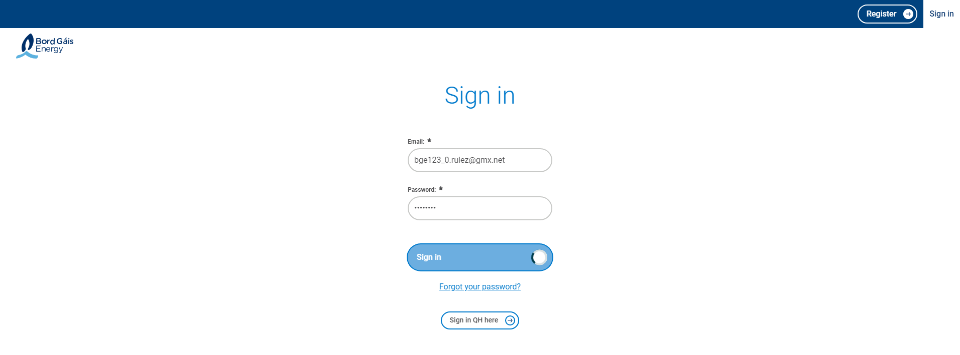 Register
Sign in
Bord Gáis
Energy
Sign in
Email: *
bge123_0.rulez@gmx.net
Password: *
••••••••
Sign in
Forgot your password?
Sign in QH here